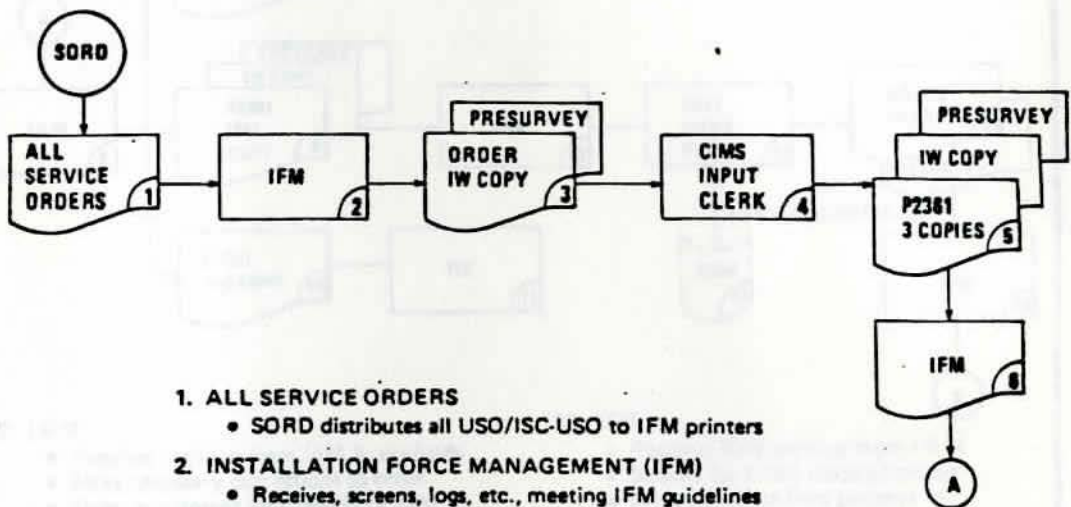 SORD
ALL
SERVICE
ORDERS
1
IFM
2
PRESURVEY
ORDER
IW COPY
3
CIMS
INPUT
CLERK
4
PRESURVEY
IW COPY
P2381
3 COPIES
5
IFM
6
A
1. ALL SERVICE ORDERS
• SORD distributes all USO/ISC-USO to IFM printers
2. INSTALLATION FORCE MANAGEMENT (IFM)
• Receives, screens, logs, etc., meeting IFM guidelines